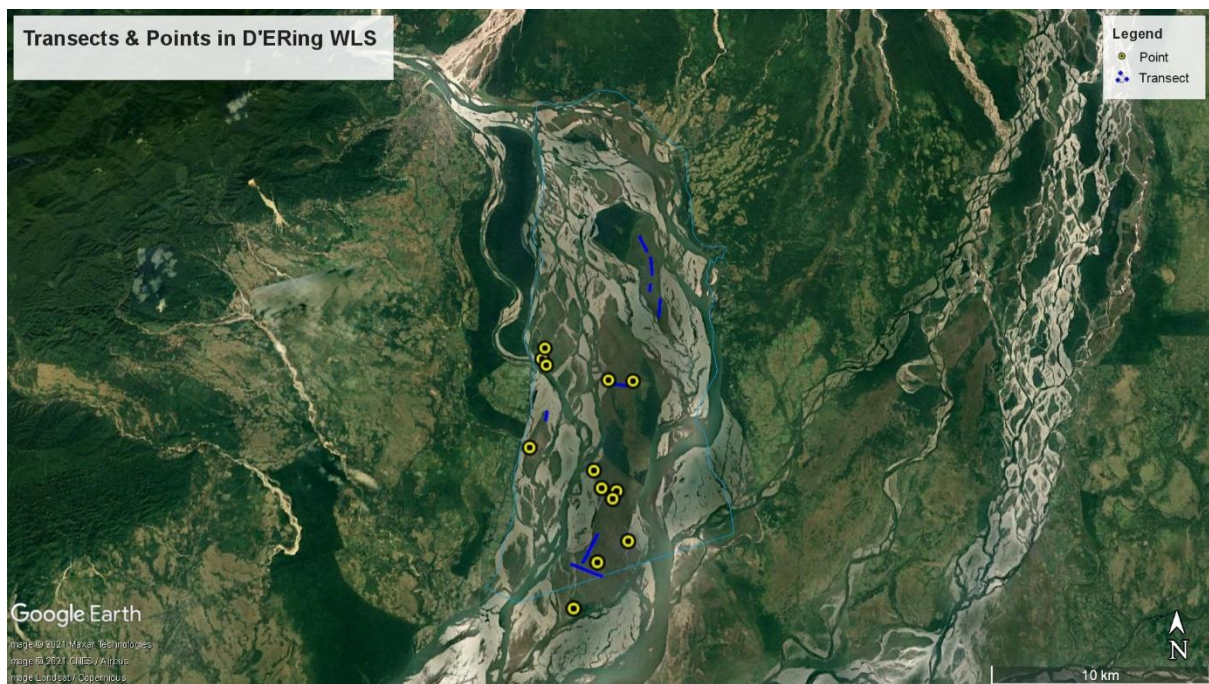 Transects & Points in D'ERing WLS
Legend
Point
Transect
Google Earth
Image © 2021 Maxar Technologies
Image © 2021 CNES / Airbus
Image Landsat / Copernicus
N
10 km